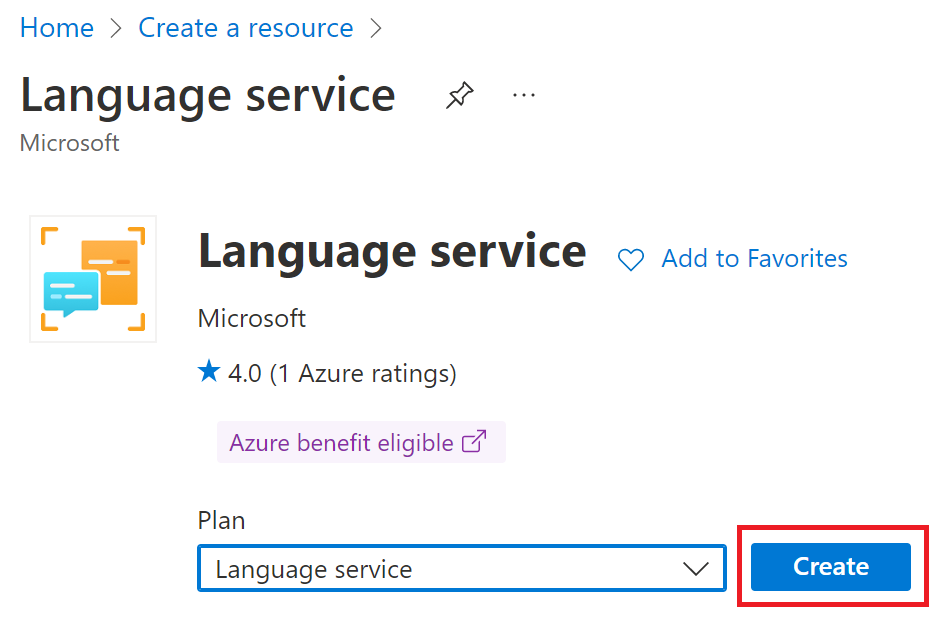 Home > Create a resource >
Language service ...
Microsoft
Language service
Add to Favorites
Microsoft
4.0 (1 Azure ratings)
Azure benefit eligible
Plan
Language service
Create